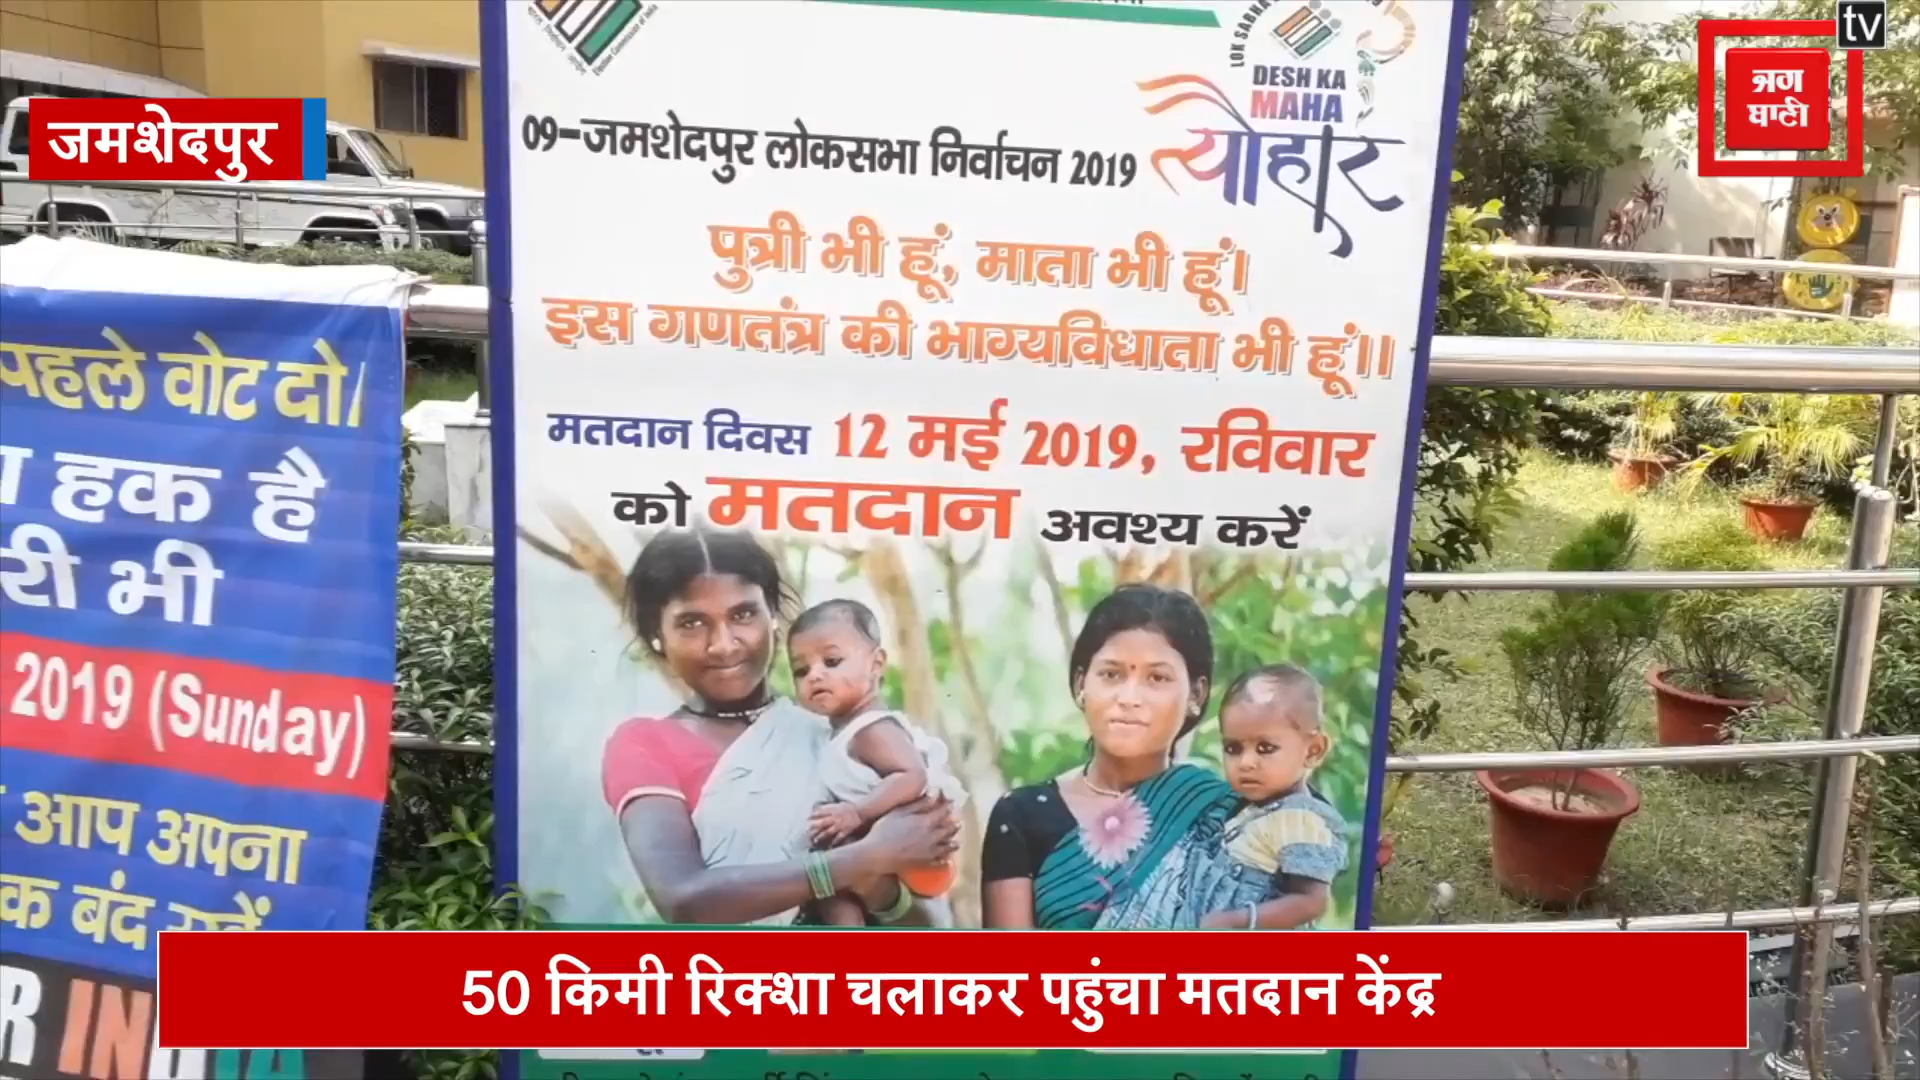 tv
जग
बाणी
जमशेदपुर
LOK SABHA
DESH KA
MAHA
त्यौहार
09-जमशेदपुर लोकसभा निर्वाचन 2019
पुत्री भी हूं, माता भी हूं।
इस गणतंत्र की भाग्यविधाता भी हूं।।
मतदान दिवस 12 मई 2019, रविवार
को मतदान अवश्य करें
पहले वोट दो।
हक है
री भी
2019 (Sunday)
आप अपना
बंद
50 किमी रिक्शा चलाकर पहुंचा मतदान केंद्र